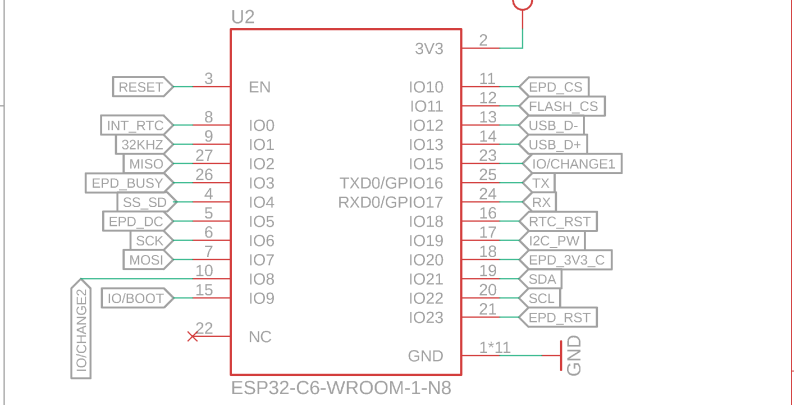 U2
3V3 2
RESET 3 EN IO10 11 EPD_CS
IO11 12 FLASH_CS
INT_RTC 8 IO0 IO12 13 USB_D-
32KHZ 9 IO1 IO13 14 USB_D+
MISO 27 IO2 IO15 23 IO/CHANGE1
EPD_BUSY 26 IO3 TXD0/GPIO16 25 TX
SS_SD 4 IO4 RXD0/GPIO17 24 RX
EPD_DC 5 IO5 IO18 16 RTC_RST
SCK 6 IO6 IO19 17 I2C_PW
MOSI 7 IO7 IO20 18 EPD_3V3_C
10 IO8 IO21 19 SDA
IO/BOOT 15 IO9 IO22 20 SCL
IO23 21 EPD_RST
IO/CHANGE2
22 NC
GND 1*11 GND
ESP32-C6-WROOM-1-N8